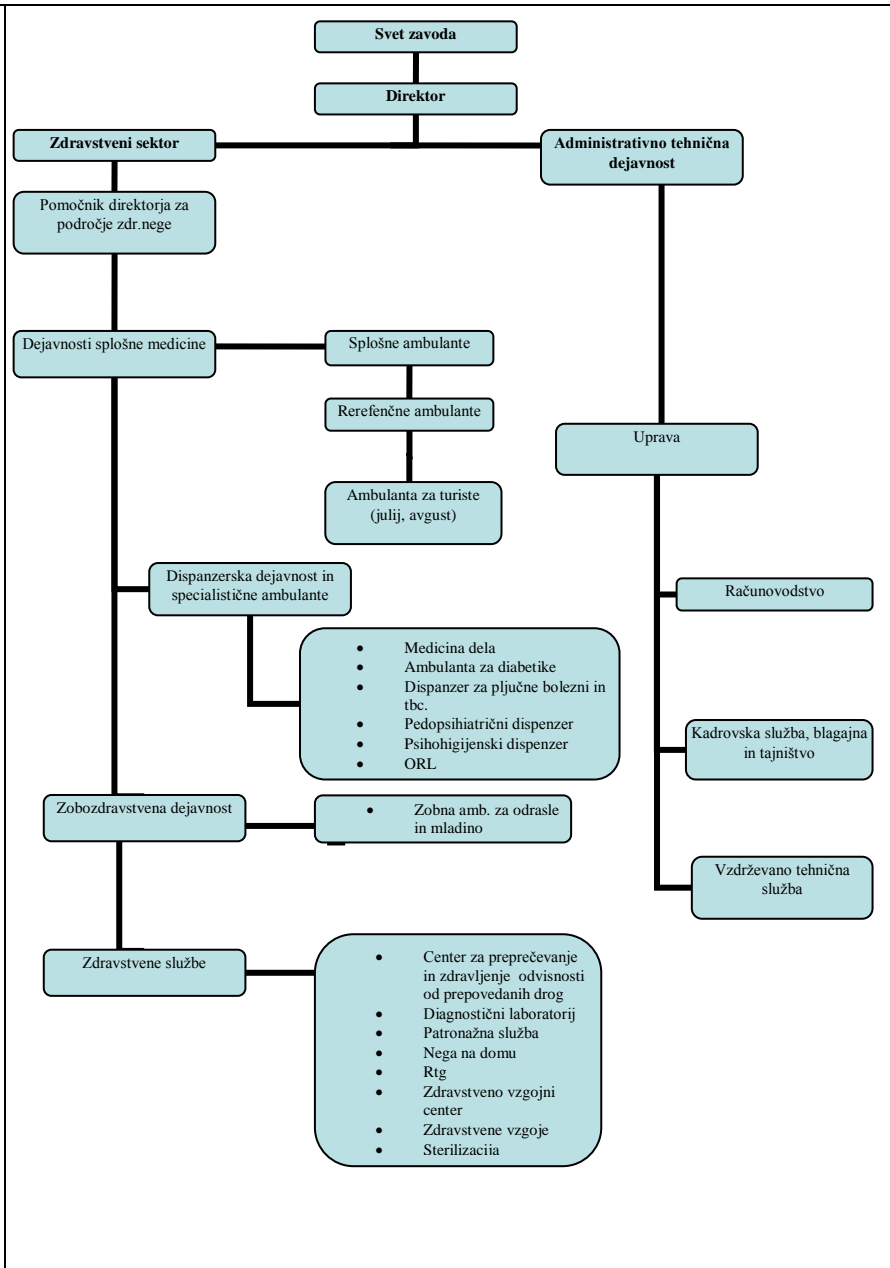 Svet zavoda
Direktor
Zdravstveni sektor
Administrativno tehnična
dejavnost
Pomočnik direktorja za
področje zdr.nege
Dejavnosti splošne medicine
Splošne ambulante
Rerefenčne ambulante
Ambulanta za turiste
(julij, avgust)
Uprava
Dispanzerska dejavnost in
specialistične ambulante
Računovodstvo
• Medicina dela
• Ambulanta za diabetike
• Dispanzer za pljučne bolezni in
tbc.
• Pedopsihiatrični dispenzer
• Psihohigijenski dispenzer
• ORL
Kadrovska služba, blagajna
in tajništvo
Zobozdravstvena dejavnost
• Zobna amb. za odrasle
in mladino
Vzdrževano tehnična
služba
Zdravstvene službe
• Center za preprečevanje
in zdravljenje odvisnosti
od prepovedanih drog
• Diagnostični laboratorij
• Patronažna služba
• Nega na domu
• Rtg
• Zdravstveno vzgojni
center
• Zdravstvene vzgoje
• Sterilizacija